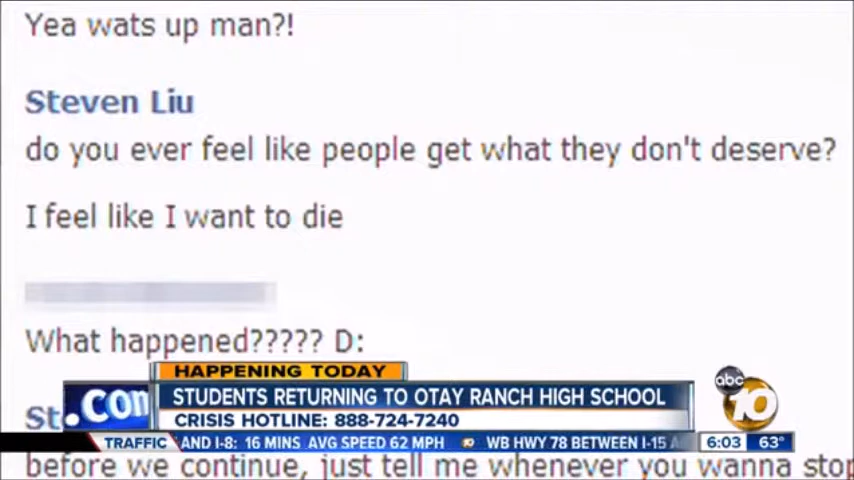 Yea wats up man?!
Steven Liu
do you ever feel like people get what they don't deserve?
I feel like I want to die
What happened????? D:
HAPPENING TODAY
STUDENTS RETURNING TO OTAY RANCH HIGH SCHOOL
CRISIS HOTLINE: 888-724-7240
St
.com
abc 10
TRAFFIC AND I-8: 16 MINS AVG SPEED 62 MPH 10 WB HWY 78 BETWEEN I-15 6:03 63°
before we continue, just tell me whenever you wanna stop